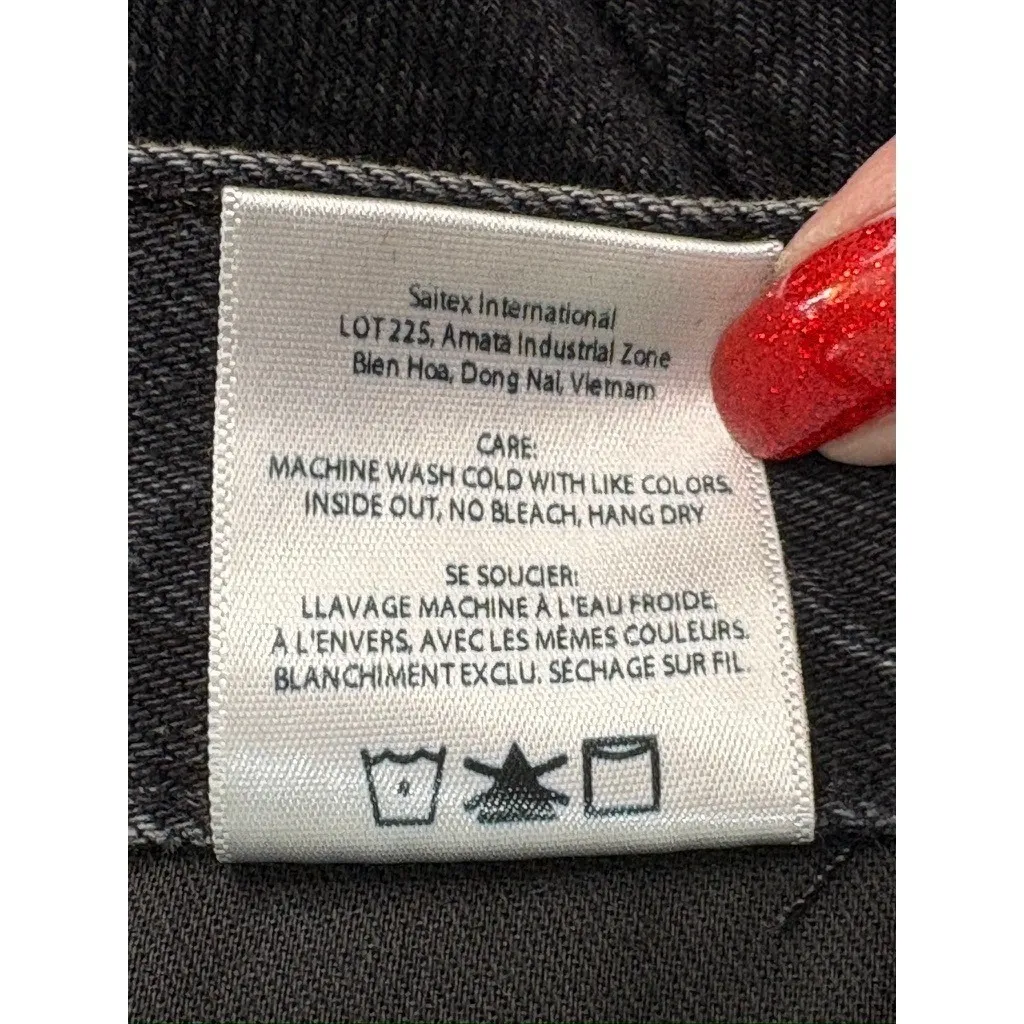 Saitex International
LOT 225, Amata Industrial Zone
Bien Hoa, Dong Nai, Vietnam
CARE:
MACHINE WASH COLD WITH LIKE COLORS,
INSIDE OUT, NO BLEACH, HANG DRY
SE SOUCIER:
LLAVAGE MACHINE À L'EAU FROIDE,
À L'ENVERS, AVEC LES MÊMES COULEURS.
BLANCHIMENT EXCLU. SÉCHAGE SUR FIL.